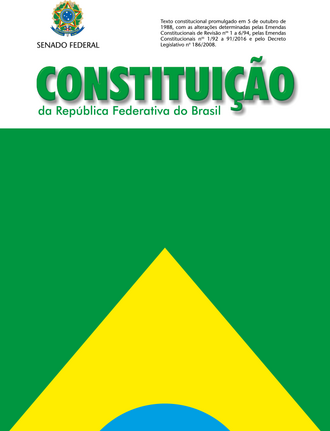 SENADO FEDERAL
Texto constitucional promulgado em 5 de outubro de
1988, com as alterações determinadas pelas Emendas
Constitucionais de Revisão nos 1 a 6/94, pelas Emendas
Constitucionais nos 1/92 a 91/2016 e pelo Decreto
Legislativo nº 186/2008.
CONSTITUIÇÃO
da República Federativa do Brasil